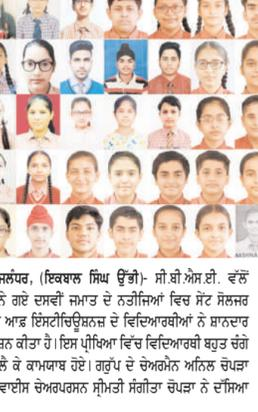 ਜਲੰਧਰ, (ਇਕਬਾਲ ਸਿੰਘ ਉੱਭੀ)- ਸੀ.ਬੀ.ਐਸ.ਈ. ਵੱਲੋਂ
ਨੇ ਗਏ ਦਸਵੀਂ ਜਮਾਤ ਦੇ ਨਤੀਜਿਆਂ ਵਿਚ ਸੇਂਟ ਸੋਲਜਰ
ਆਫ਼ ਇੰਸਟੀਚਿਊਸ਼ਨਜ਼ ਦੇ ਵਿਦਿਆਰਥੀਆਂ ਨੇ ਸ਼ਾਨਦਾਰ
ਸ਼ਨ ਕੀਤਾ ਹੈ। ਇਸ ਪ੍ਰੀਖਿਆ ਵਿੱਚ ਵਿਦਿਆਰਥੀ ਬਹੁਤ ਚੰਗੇ
ਲੈ ਕੇ ਕਾਮਯਾਬ ਹੋਏ। ਗਰੁੱਪ ਦੇ ਚੇਅਰਮੈਨ ਅਨਿਲ ਚੋਪੜਾ
ਵਾਈਸ ਚੇਅਰਪਰਸਨ ਸ੍ਰੀਮਤੀ ਸੰਗੀਤਾ ਚੋਪੜਾ ਨੇ ਦੱਸਿਆ